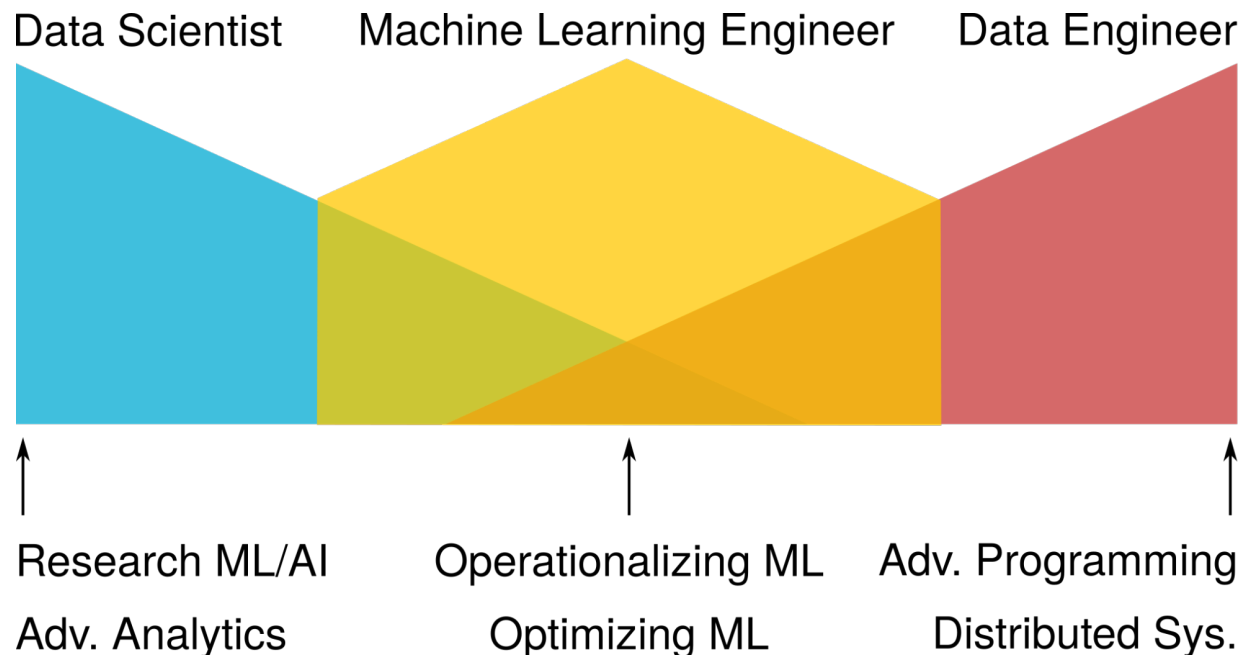 Data Scientist
Machine Learning Engineer
Data Engineer
Research ML/AI
Adv. Analytics
Operationalizing ML
Optimizing ML
Adv. Programming
Distributed Sys.